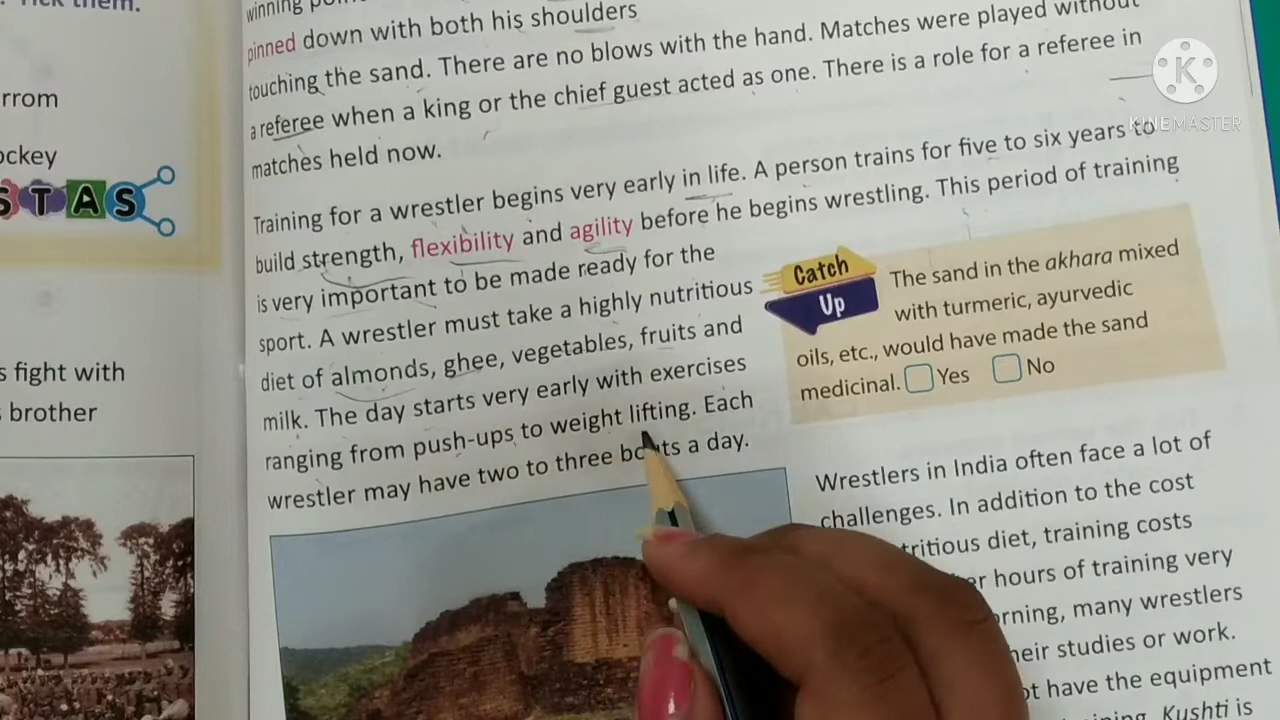 Tick them.
rrom
ockey
STAS
s fight with
s brother
winning
pinned down with both his shoulders
touching the sand. There are no blows with the hand. Matches were played without
a referee when a king or the chief guest acted as one. There is a role for a referee in
matches held now.
Training for a wrestler begins very early in life. A person trains for five to six years to
build strength, flexibility and agility before he begins wrestling. This period of training
is very important to be made ready for the
sport. A wrestler must take a highly nutritious
diet of almonds, ghee, vegetables, fruits and
milk. The day starts very early with exercises
ranging from push-ups to weight lifting. Each
wrestler may have two to three bouts a day.
Catch
Up
The sand in the akhara mixed
with turmeric, ayurvedic
oils, etc., would have made the sand
medicinal. Yes No
Wrestlers in India often face a lot of
challenges. In addition to the cost
tritious diet, training costs
er hours of training very
orning, many wrestlers
heir studies or work.
ot have the equipment
Kushti is
K
KINEMASTER